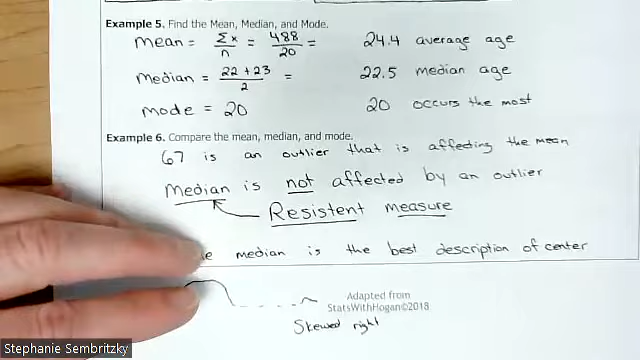 Example 5. Find the Mean, Median, and Mode.
mean = Σx/n = 488/20 = 24.4 average age
median = 22+23/2 = 22.5 median age
mode = 20 20 occurs the most
Example 6. Compare the mean, median, and mode.
67 is an outlier that is affecting the mean
Median is not affected by an outlier
Resistent measure
median is the best description of center
Adapted from
StatsWithHogan©2018
Skewed right
Stephanie Sembritzky